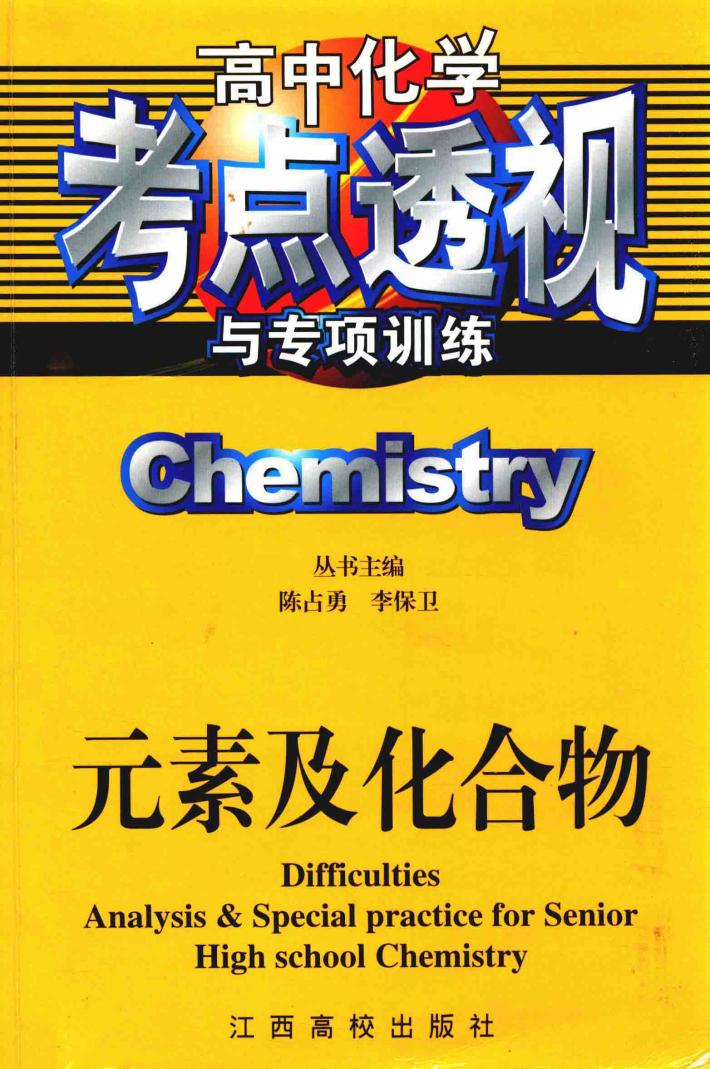 高中化学
考点透视
与专项训练
Chemistry
丛书主编
陈占勇 李保卫
元素及化合物
Difficulties
Analysis & Special practice for Senior
High school Chemistry
江西高校出版社